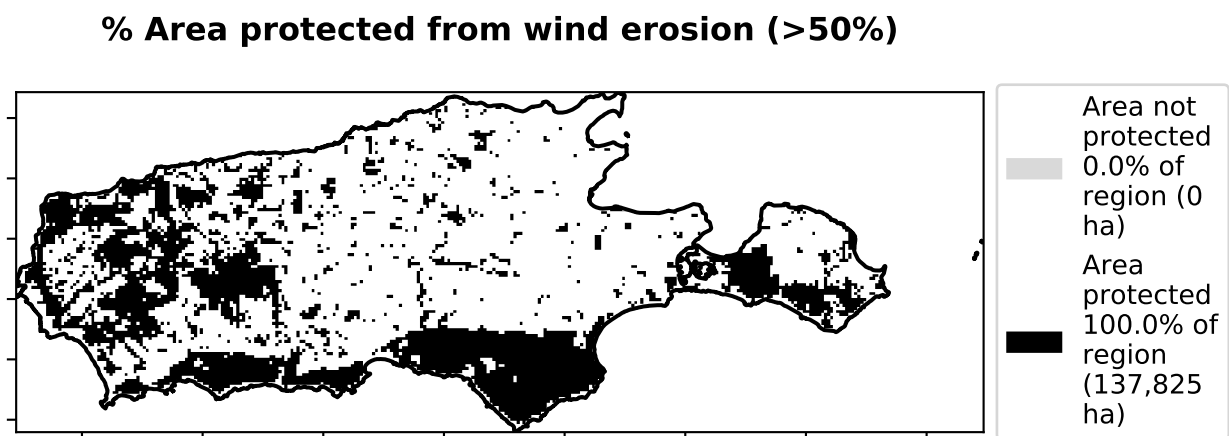 % Area protected from wind erosion (>50%)
Area not
protected
0.0% of
region (0
ha)
Area
protected
100.0% of
region
(137,825
ha)